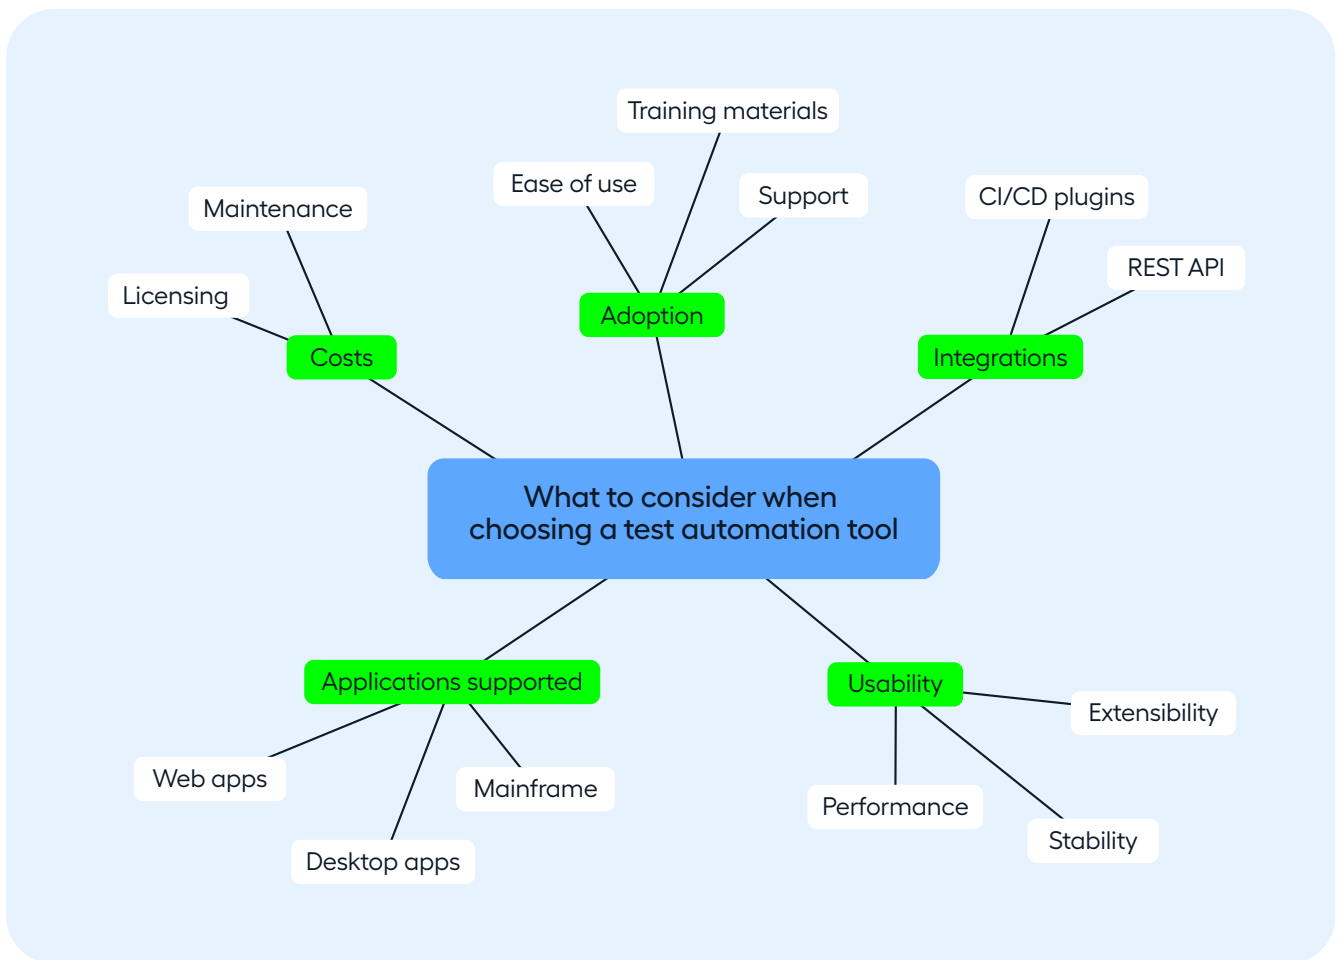 Training materials
Ease of use
Support
CI/CD plugins
Maintenance
REST API
Licensing
Adoption
Costs
Integrations
What to consider when
choosing a test automation tool
Applications supported
Usability
Extensibility
Web apps
Mainframe
Performance
Stability
Desktop apps